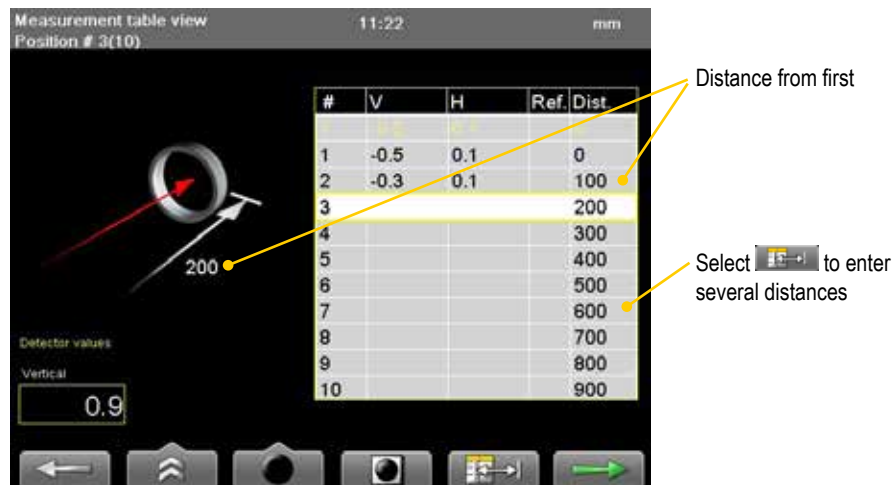 Measurement table view 11:22 mm
Position # 3(10)
Distance from first
# V H Ref. Dist.
1 -0.5 0.1 0
2 -0.3 0.1 100
3 200
4 300
200
5 400
Select to enter
several distances
6 500
7 600
Detector values
8 700
Vertical
9 800
0.9
10 900